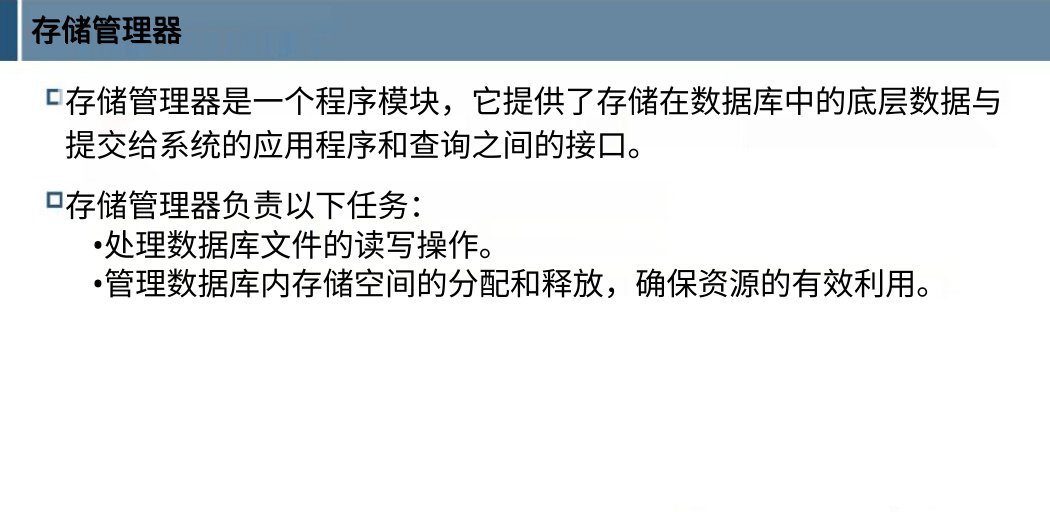 存储管理器
存储管理器是一个程序模块，它提供了存储在数据库中的底层数据与
提交给系统的应用程序和查询之间的接口。
存储管理器负责以下任务：
•处理数据库文件的读写操作。
•管理数据库内存储空间的分配和释放，确保资源的有效利用。